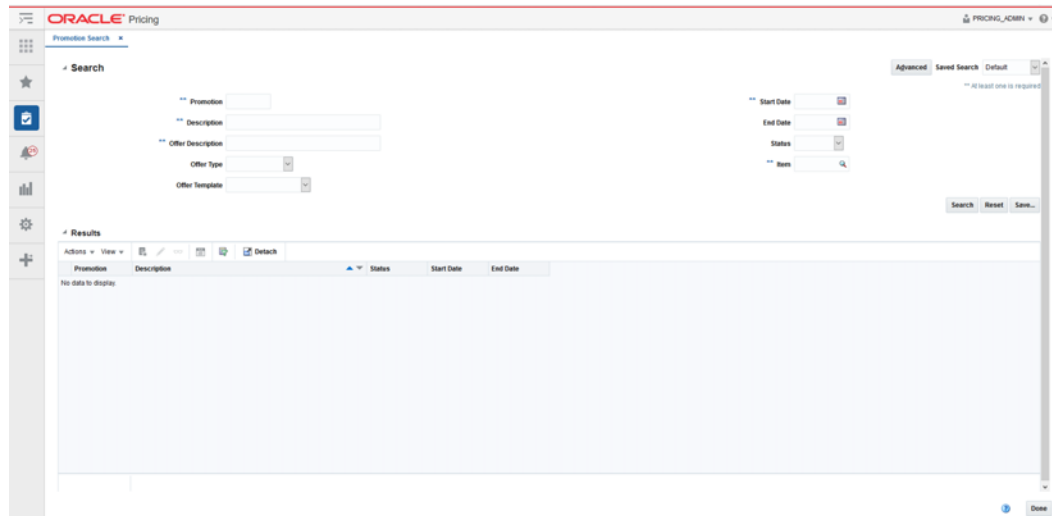 ORACLE® Pricing
PRICING_ADMIN
Promotion Search ×
Search
Advanced Saved Search Default
** At least one is required
** Promotion
** Description
** Offer Description
Offer Type
Offer Template
** Start Date
End Date
Status
** Item
Search Reset Save...
Results
Actions View Detach
Promotion Description Status Start Date End Date
No data to display.
Done